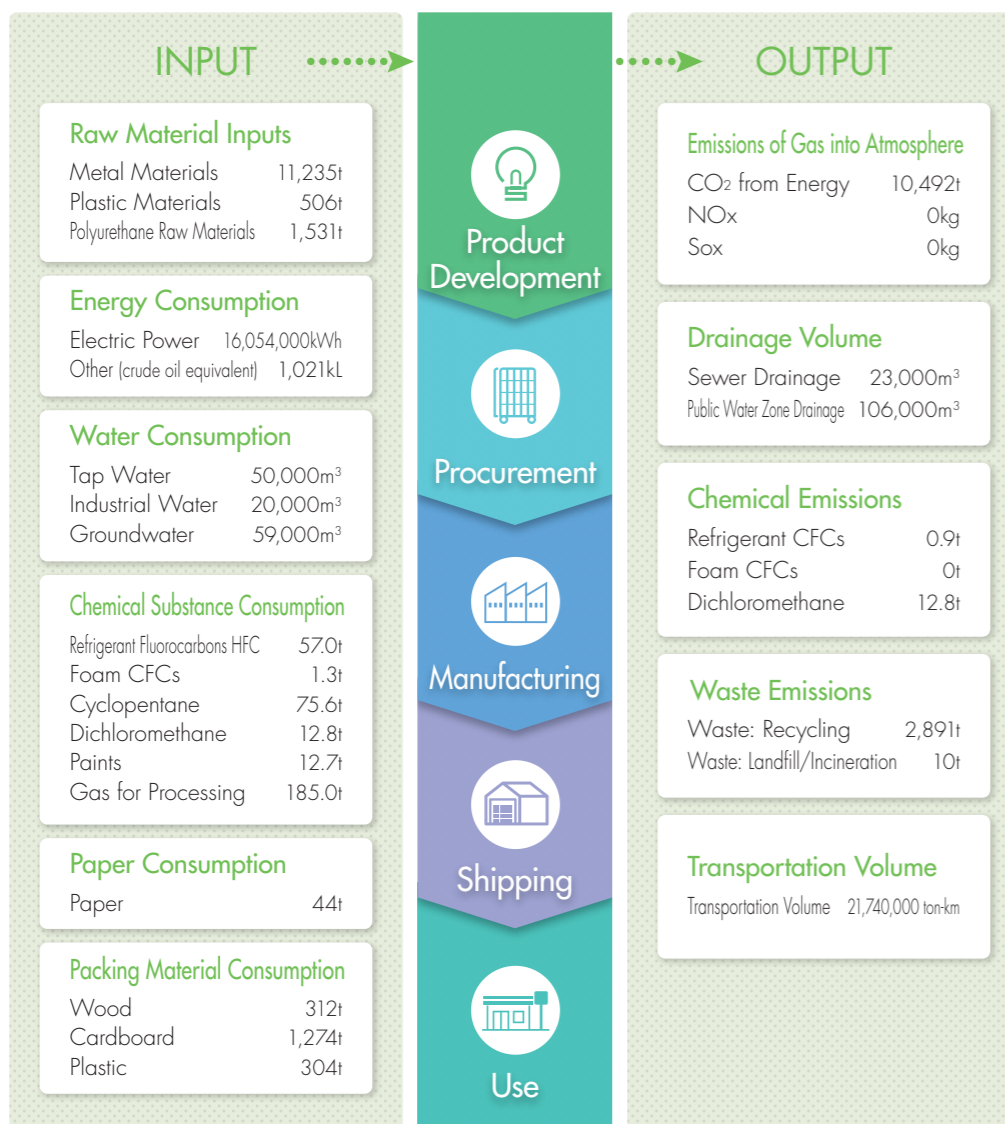 INPUT
Raw Material Inputs
Metal Materials 11,235t
Plastic Materials 506t
Polyurethane Raw Materials 1,531t
Energy Consumption
Electric Power 16,054,000kWh
Other (crude oil equivalent) 1,021kL
Water Consumption
Tap Water 50,000m³
Industrial Water 20,000m³
Groundwater 59,000m³
Chemical Substance Consumption
Refrigerant Fluorocarbons HFC 57.0t
Foam CFCs 1.3t
Cyclopentane 75.6t
Dichloromethane 12.8t
Paints 12.7t
Gas for Processing 185.0t
Paper Consumption
Paper 44t
Packing Material Consumption
Wood 312t
Cardboard 1,274t
Plastic 304t
Product
Development
Procurement
Manufacturing
Shipping
Use
OUTPUT
Emissions of Gas into Atmosphere
CO2 from Energy 10,492t
NOx 0kg
Sox 0kg
Drainage Volume
Sewer Drainage 23,000m³
Public Water Zone Drainage 106,000m³
Chemical Emissions
Refrigerant CFCs 0.9t
Foam CFCs 0t
Dichloromethane 12.8t
Waste Emissions
Waste: Recycling 2,891t
Waste: Landfill/Incineration 10t
Transportation Volume
Transportation Volume 21,740,000 ton-km